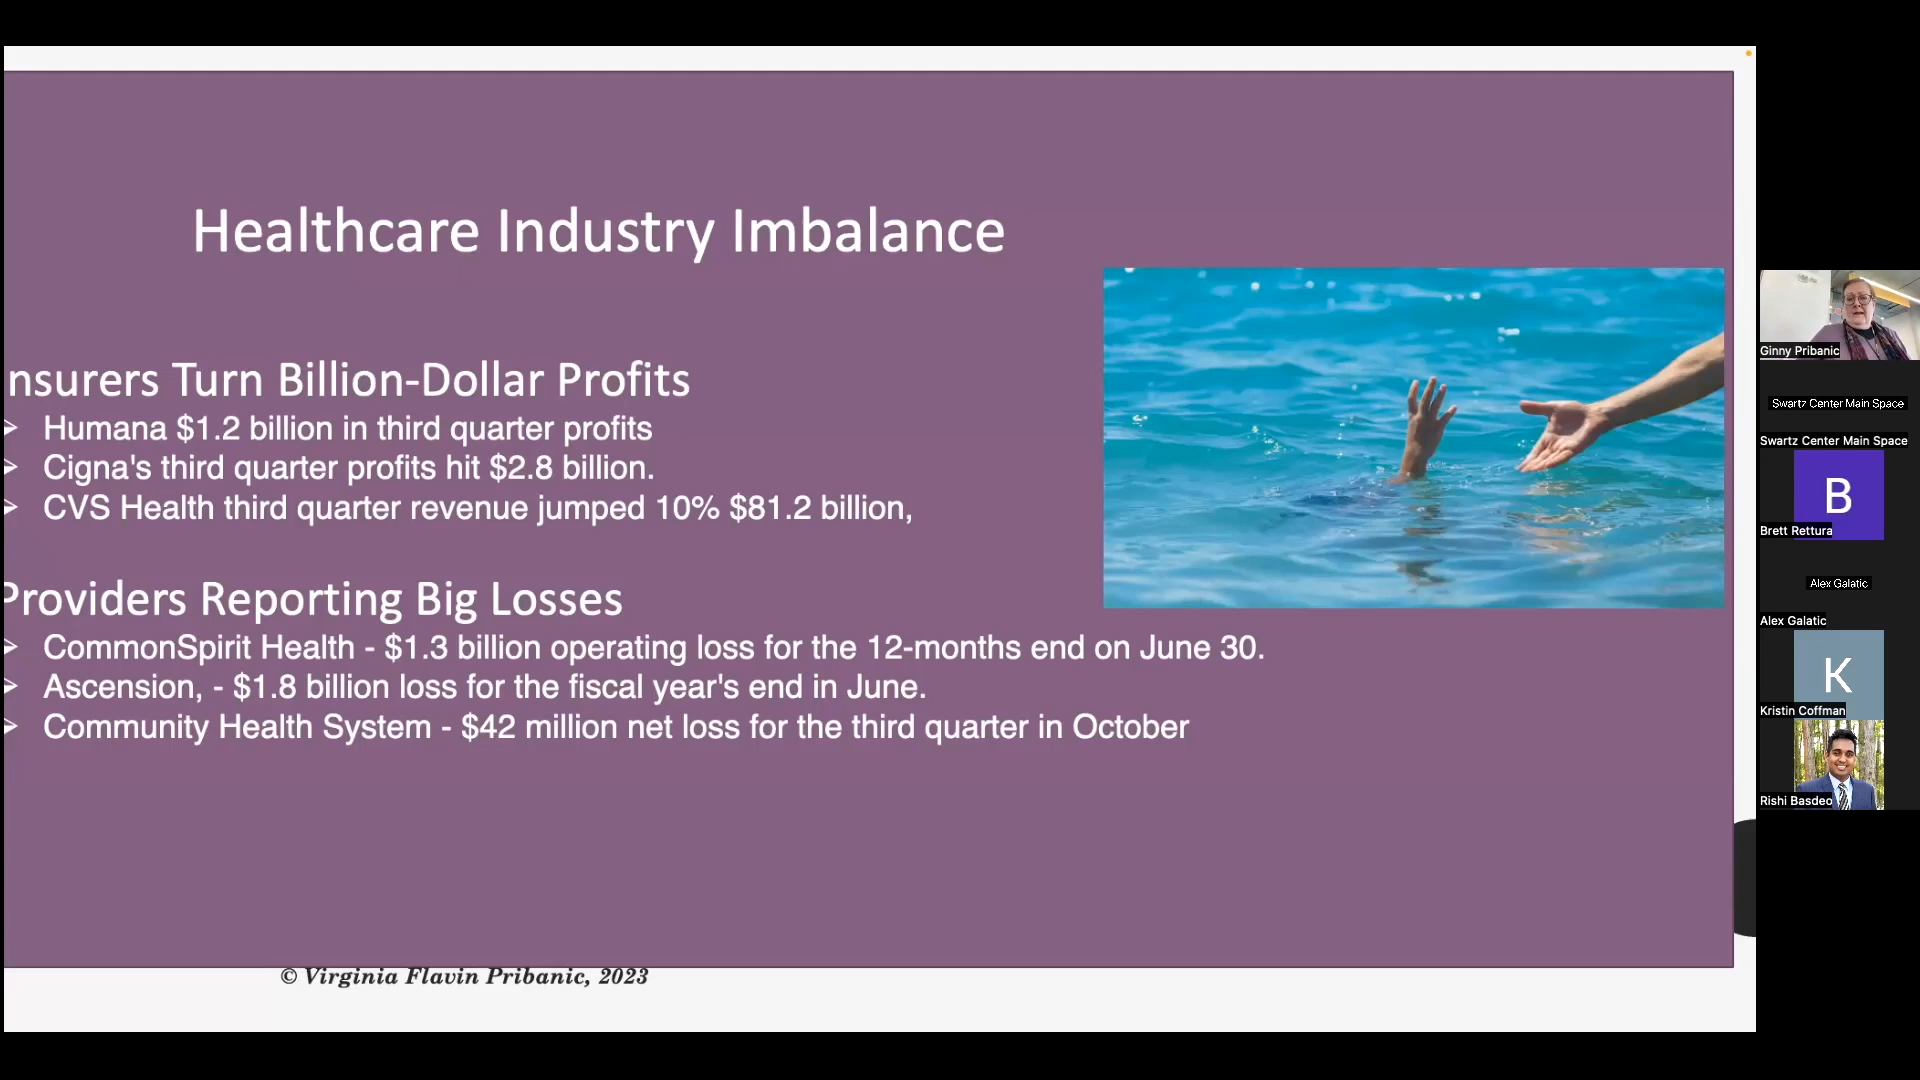 Healthcare Industry Imbalance
nsurers Turn Billion-Dollar Profits
Humana $1.2 billion in third quarter profits
Cigna's third quarter profits hit $2.8 billion.
CVS Health third quarter revenue jumped 10% $81.2 billion,
Providers Reporting Big Losses
CommonSpirit Health - $1.3 billion operating loss for the 12-months end on June 30.
Ascension, - $1.8 billion loss for the fiscal year's end in June.
Community Health System - $42 million net loss for the third quarter in October
© Virginia Flavin Pribanic, 2023
Ginny Pribanic
Swartz Center Main Space
Swartz Center Main Space
B
Brett Rettura
Alex Galatic
Alex Galatic
K
Kristin Coffman
Rishi Basdeo